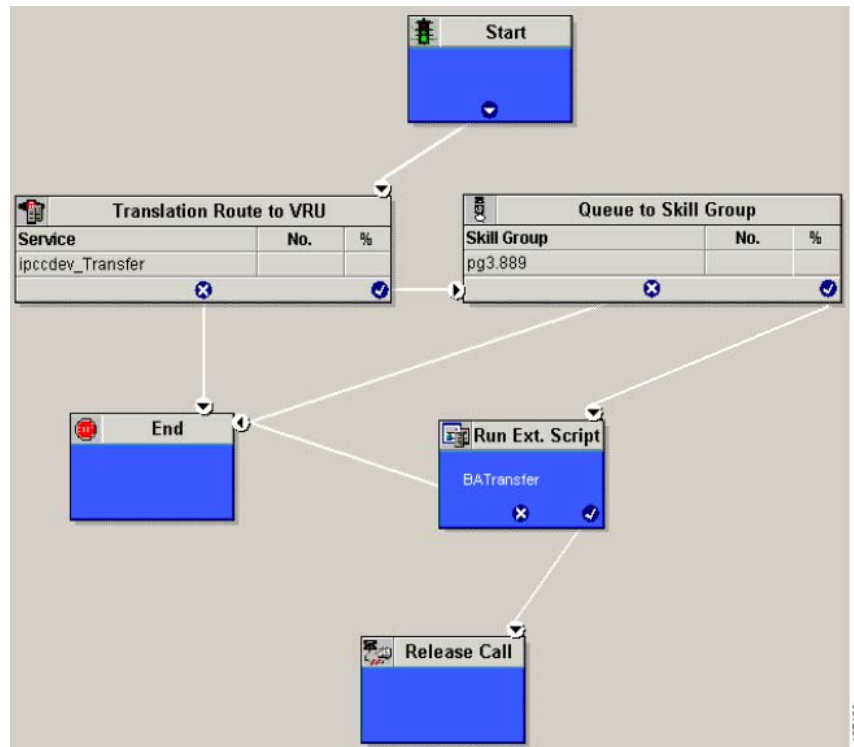 Start
Translation Route to VRU
Service No. %
ipccdev_Transfer
Queue to Skill Group
Skill Group No. %
pg3.889
End
Run Ext. Script
BATransfer
Release Call